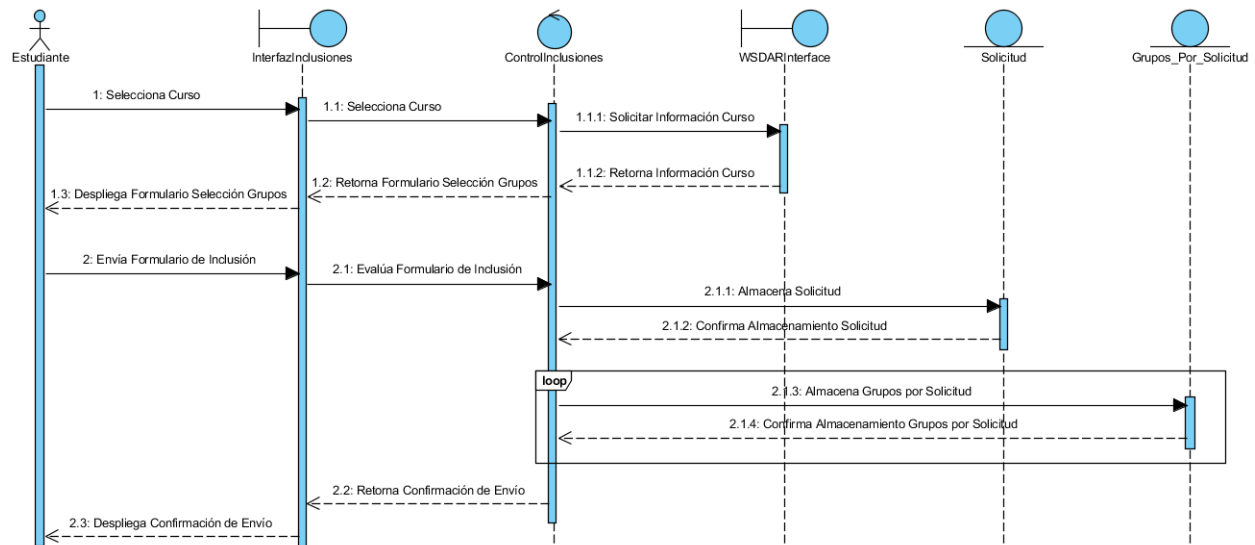 Estudiante
InterfazInclusiones
ControlInclusiones
WSDARInterface
Solicitud
Grupos_Por_Solicitud
1: Selecciona Curso
1.1: Selecciona Curso
1.1.1: Solicitar Información Curso
1.1.2: Retorna Información Curso
1.2: Retorna Formulario Selección Grupos
1.3: Despliega Formulario Selección Grupos
2: Envía Formulario de Inclusión
2.1: Evalúa Formulario de Inclusión
2.1.1: Almacena Solicitud
2.1.2: Confirma Almacenamiento Solicitud
loop
2.1.3: Almacena Grupos por Solicitud
2.1.4: Confirma Almacenamiento Grupos por Solicitud
2.2: Retorna Confirmación de Envío
2.3: Despliega Confirmación de Envío